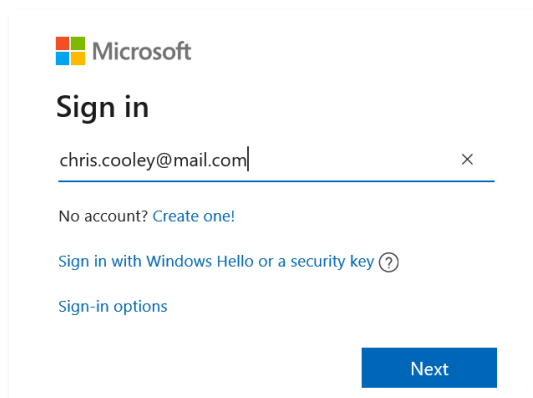 Microsoft
Sign in
chris.cooley@mail.com
No account? Create one!
Sign in with Windows Hello or a security key ?
Sign-in options
Next